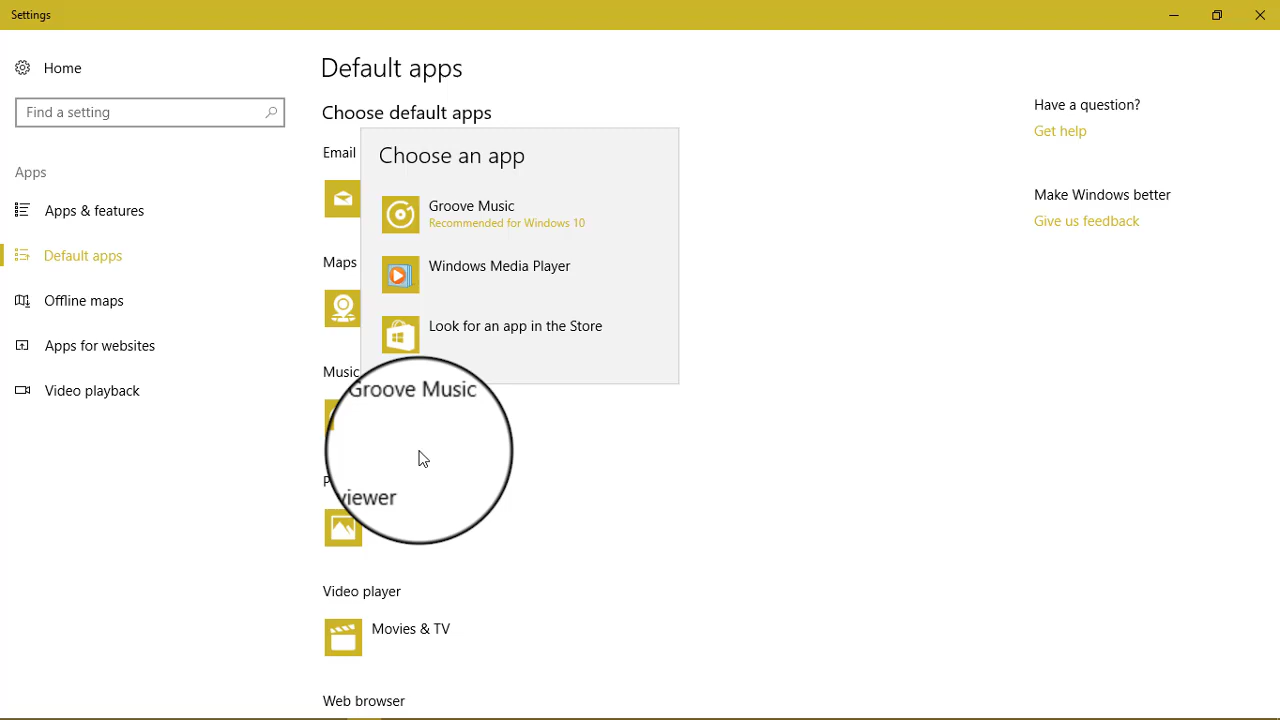 Settings
Home
Find a setting
Apps
Apps & features
Default apps
Offline maps
Apps for websites
Video playback
Default apps
Choose default apps
Email
Maps
Music
Choose an app
Groove Music
Recommended for Windows 10
Windows Media Player
Look for an app in the Store
Groove Music
viewer
Video player
Movies & TV
Web browser
Have a question?
Get help
Make Windows better
Give us feedback